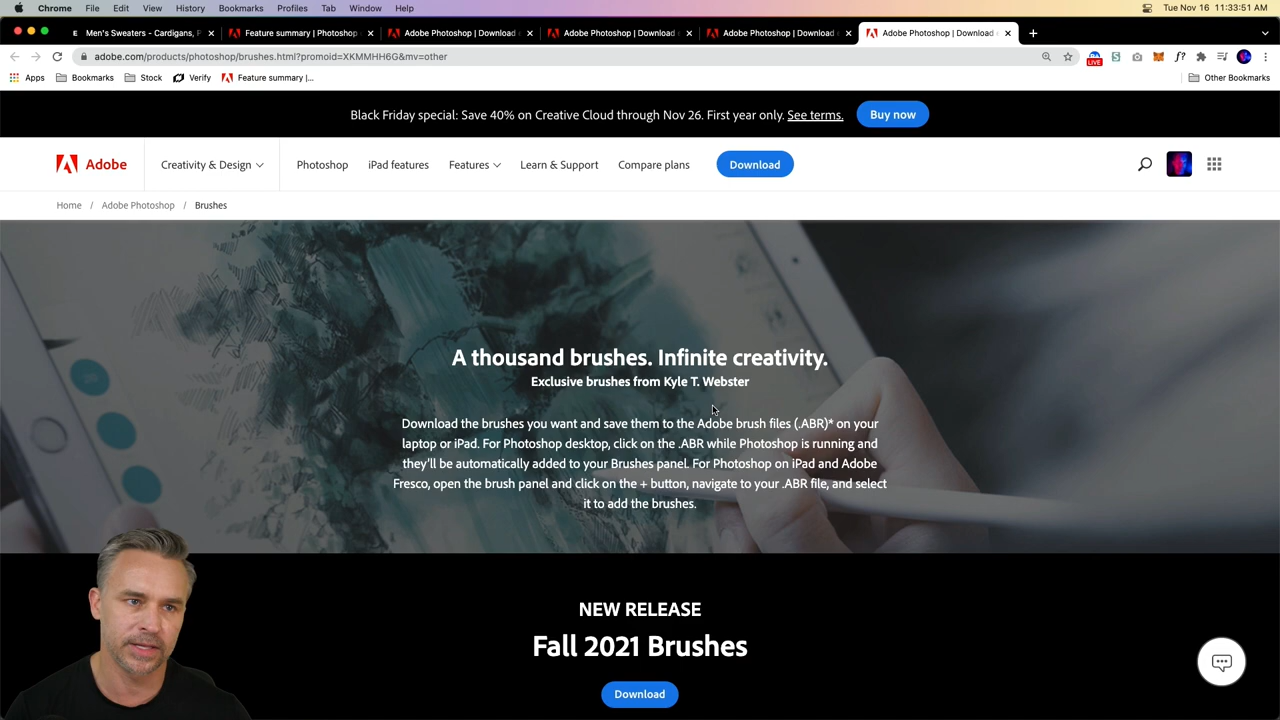 Chrome File Edit View History Bookmarks Profiles Tab Window Help Tue Nov 16 11:33:51 AM
Men's Sweaters - Cardigans, P
Feature summary | Photoshop
Adobe Photoshop | Download
Adobe Photoshop | Download
Adobe Photoshop | Download
Adobe Photoshop | Download
adobe.com/products/photoshop/brushes.html?promoid=XKMMHH6G&mv=other
LIVE
f?
Apps Bookmarks Stock Verify Feature summary |... Other Bookmarks
Black Friday special: Save 40% on Creative Cloud through Nov 26. First year only. See terms. Buy now
Adobe Creativity & Design Photoshop iPad features Features Learn & Support Compare plans Download
Home / Adobe Photoshop / Brushes
A thousand brushes. Infinite creativity.
Exclusive brushes from Kyle T. Webster
Download the brushes you want and save them to the Adobe brush files (.ABR)* on your
laptop or iPad. For Photoshop desktop, click on the .ABR while Photoshop is running and
they'll be automatically added to your Brushes panel. For Photoshop on iPad and Adobe
Fresco, open the brush panel and click on the + button, navigate to your .ABR file, and select
it to add the brushes.
NEW RELEASE
Fall 2021 Brushes
Download